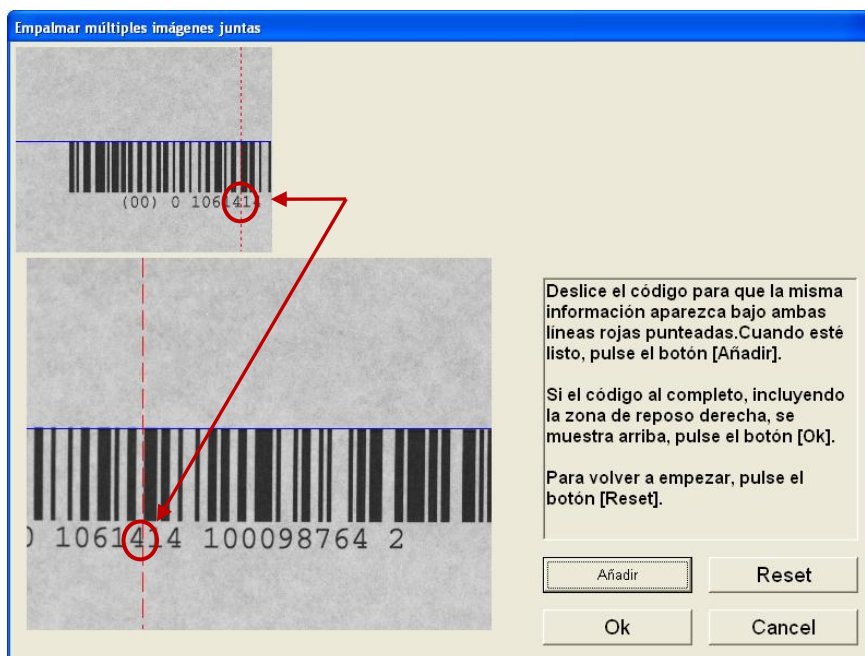 Empalmar múltiples imágenes juntas
(00) 0 1061414
0 1061414 100098764 2
Deslice el código para que la misma
información aparezca bajo ambas
líneas rojas punteadas.Cuando esté
listo, pulse el botón [Añadir].
Si el código al completo, incluyendo
la zona de reposo derecha, se
muestra arriba, pulse el botón [Ok].
Para volver a empezar, pulse el
botón [Reset].
Añadir
Reset
Ok
Cancel